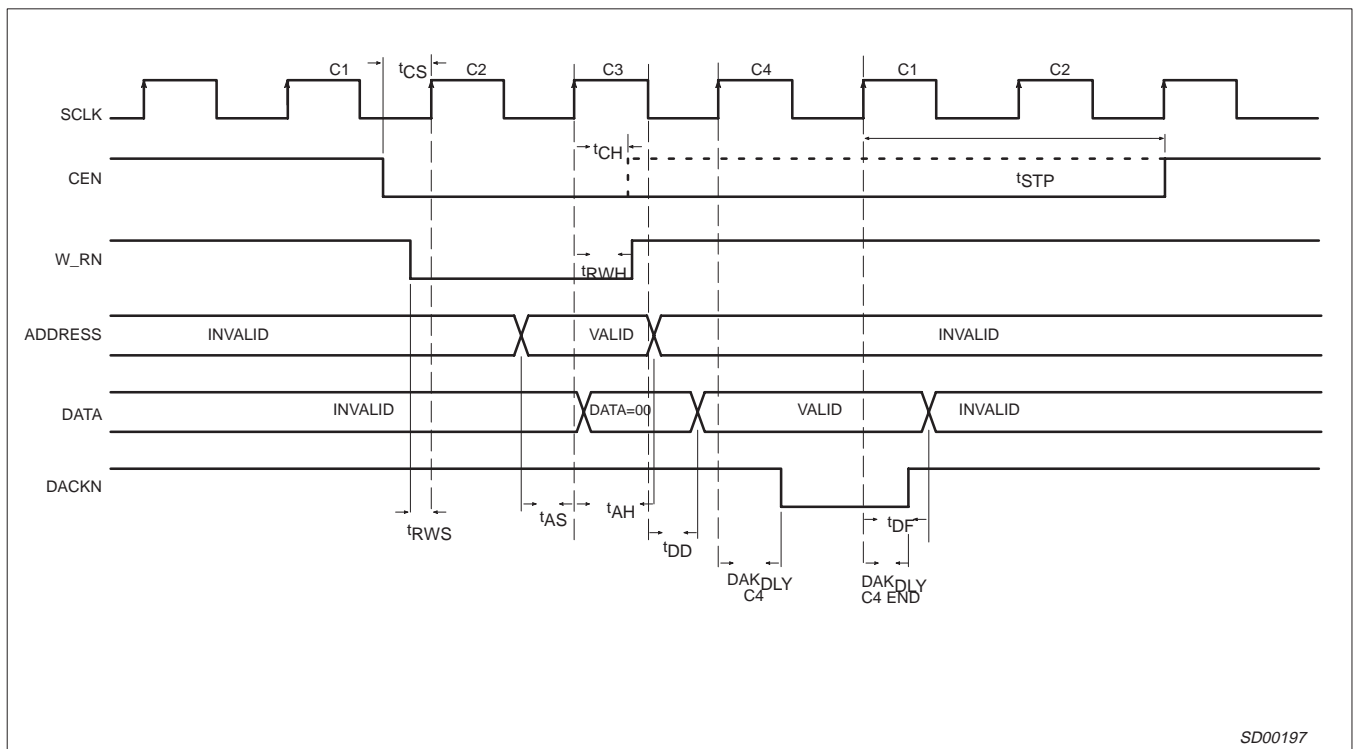 C1 tCS C2 C3 C4 C1 C2
SCLK
tCH
CEN
tSTP
W_RN
tRWH
ADDRESS INVALID VALID INVALID
DATA INVALID DATA=00 VALID INVALID
DACKN
tRWS tAS tAH tDD tDF
DAKDLY
C4
DAKDLY
C4 END
SD00197